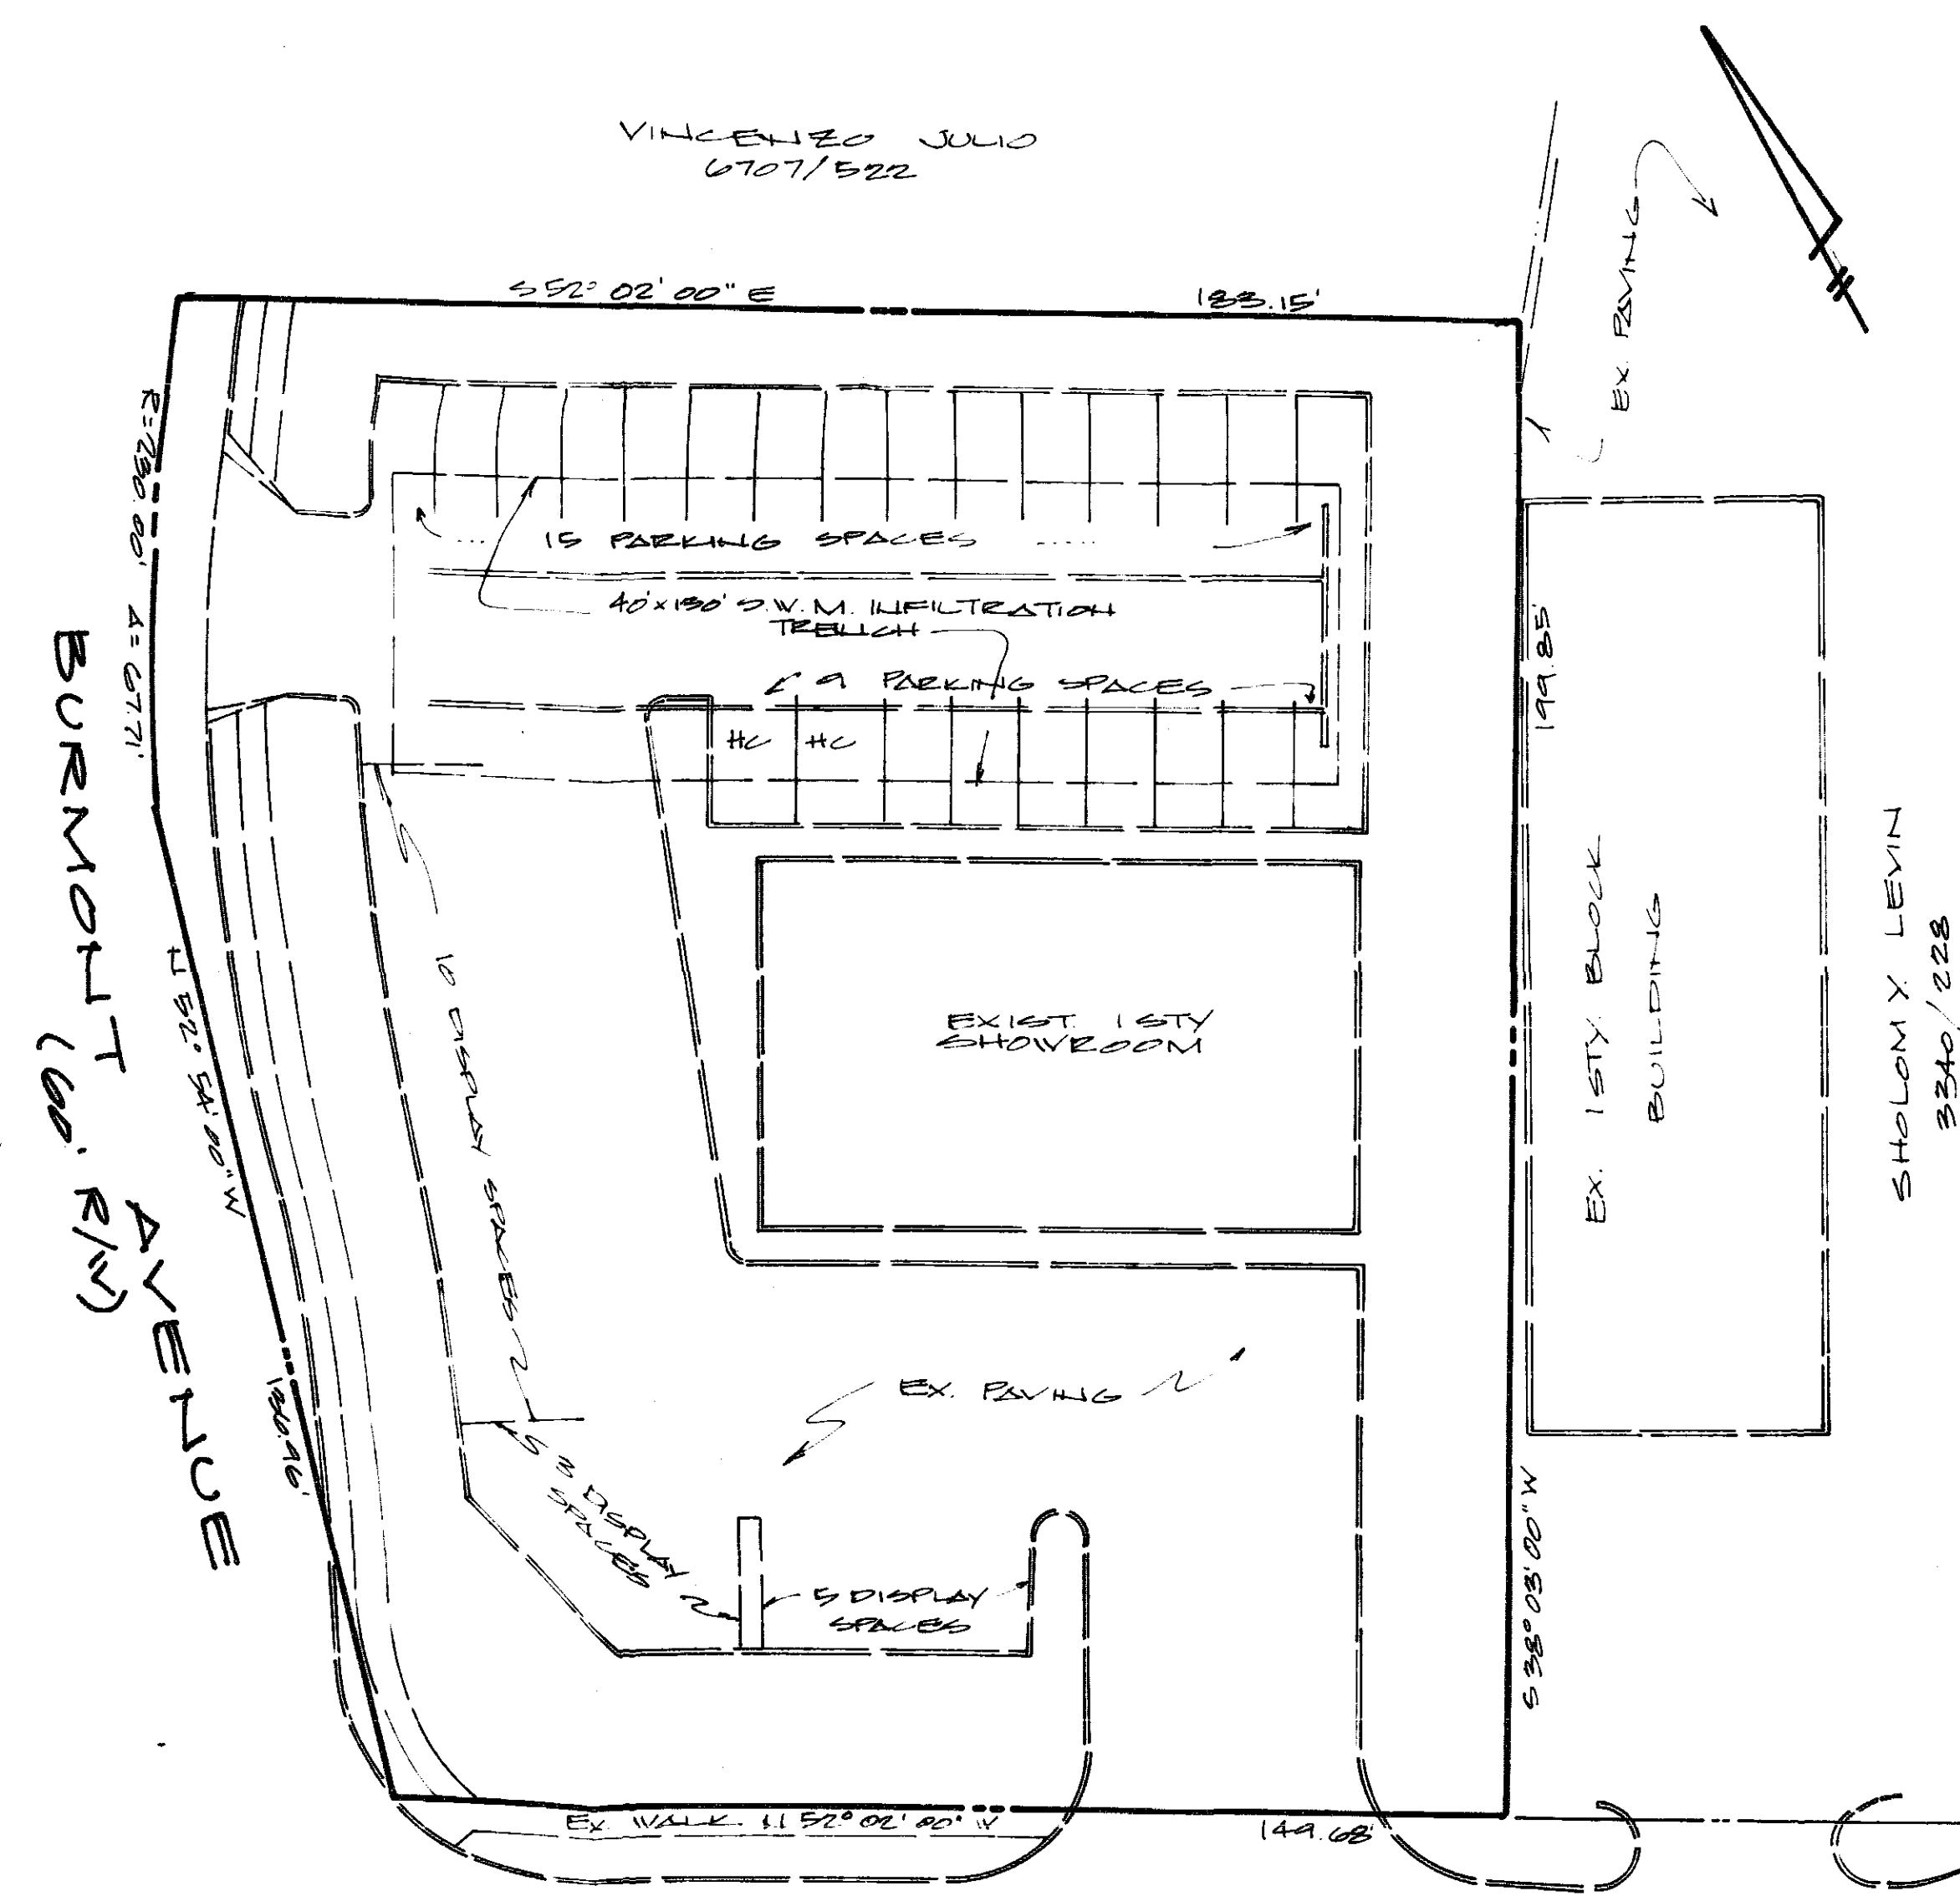 VINCENZO JULIO
6707/522
EX. PAVING
S 52° 02' 00" E
183.15'
R=230.00' A=67.71'
15 PARKING SPACES
40'x130' S.W.M. INFILTRATION
TRENCH
9 PARKING SPACES
HC HC
199.85'
BURMONT AVENUE
(60' R/W)
N 52° 54' 00" W
10 DISPLAY SPACES
EXIST. 1 STY
SHOWROOM
EX. 1 STY. BLOCK
BUILDING
SHOLOM Y. LEVIN
3340/228
EX. PAVING
DISPLAY
SPACES
5 DISPLAY
SPACES
S 38° 03' 00" W
EX. WALK N 52° 02' 00" W
149.68'